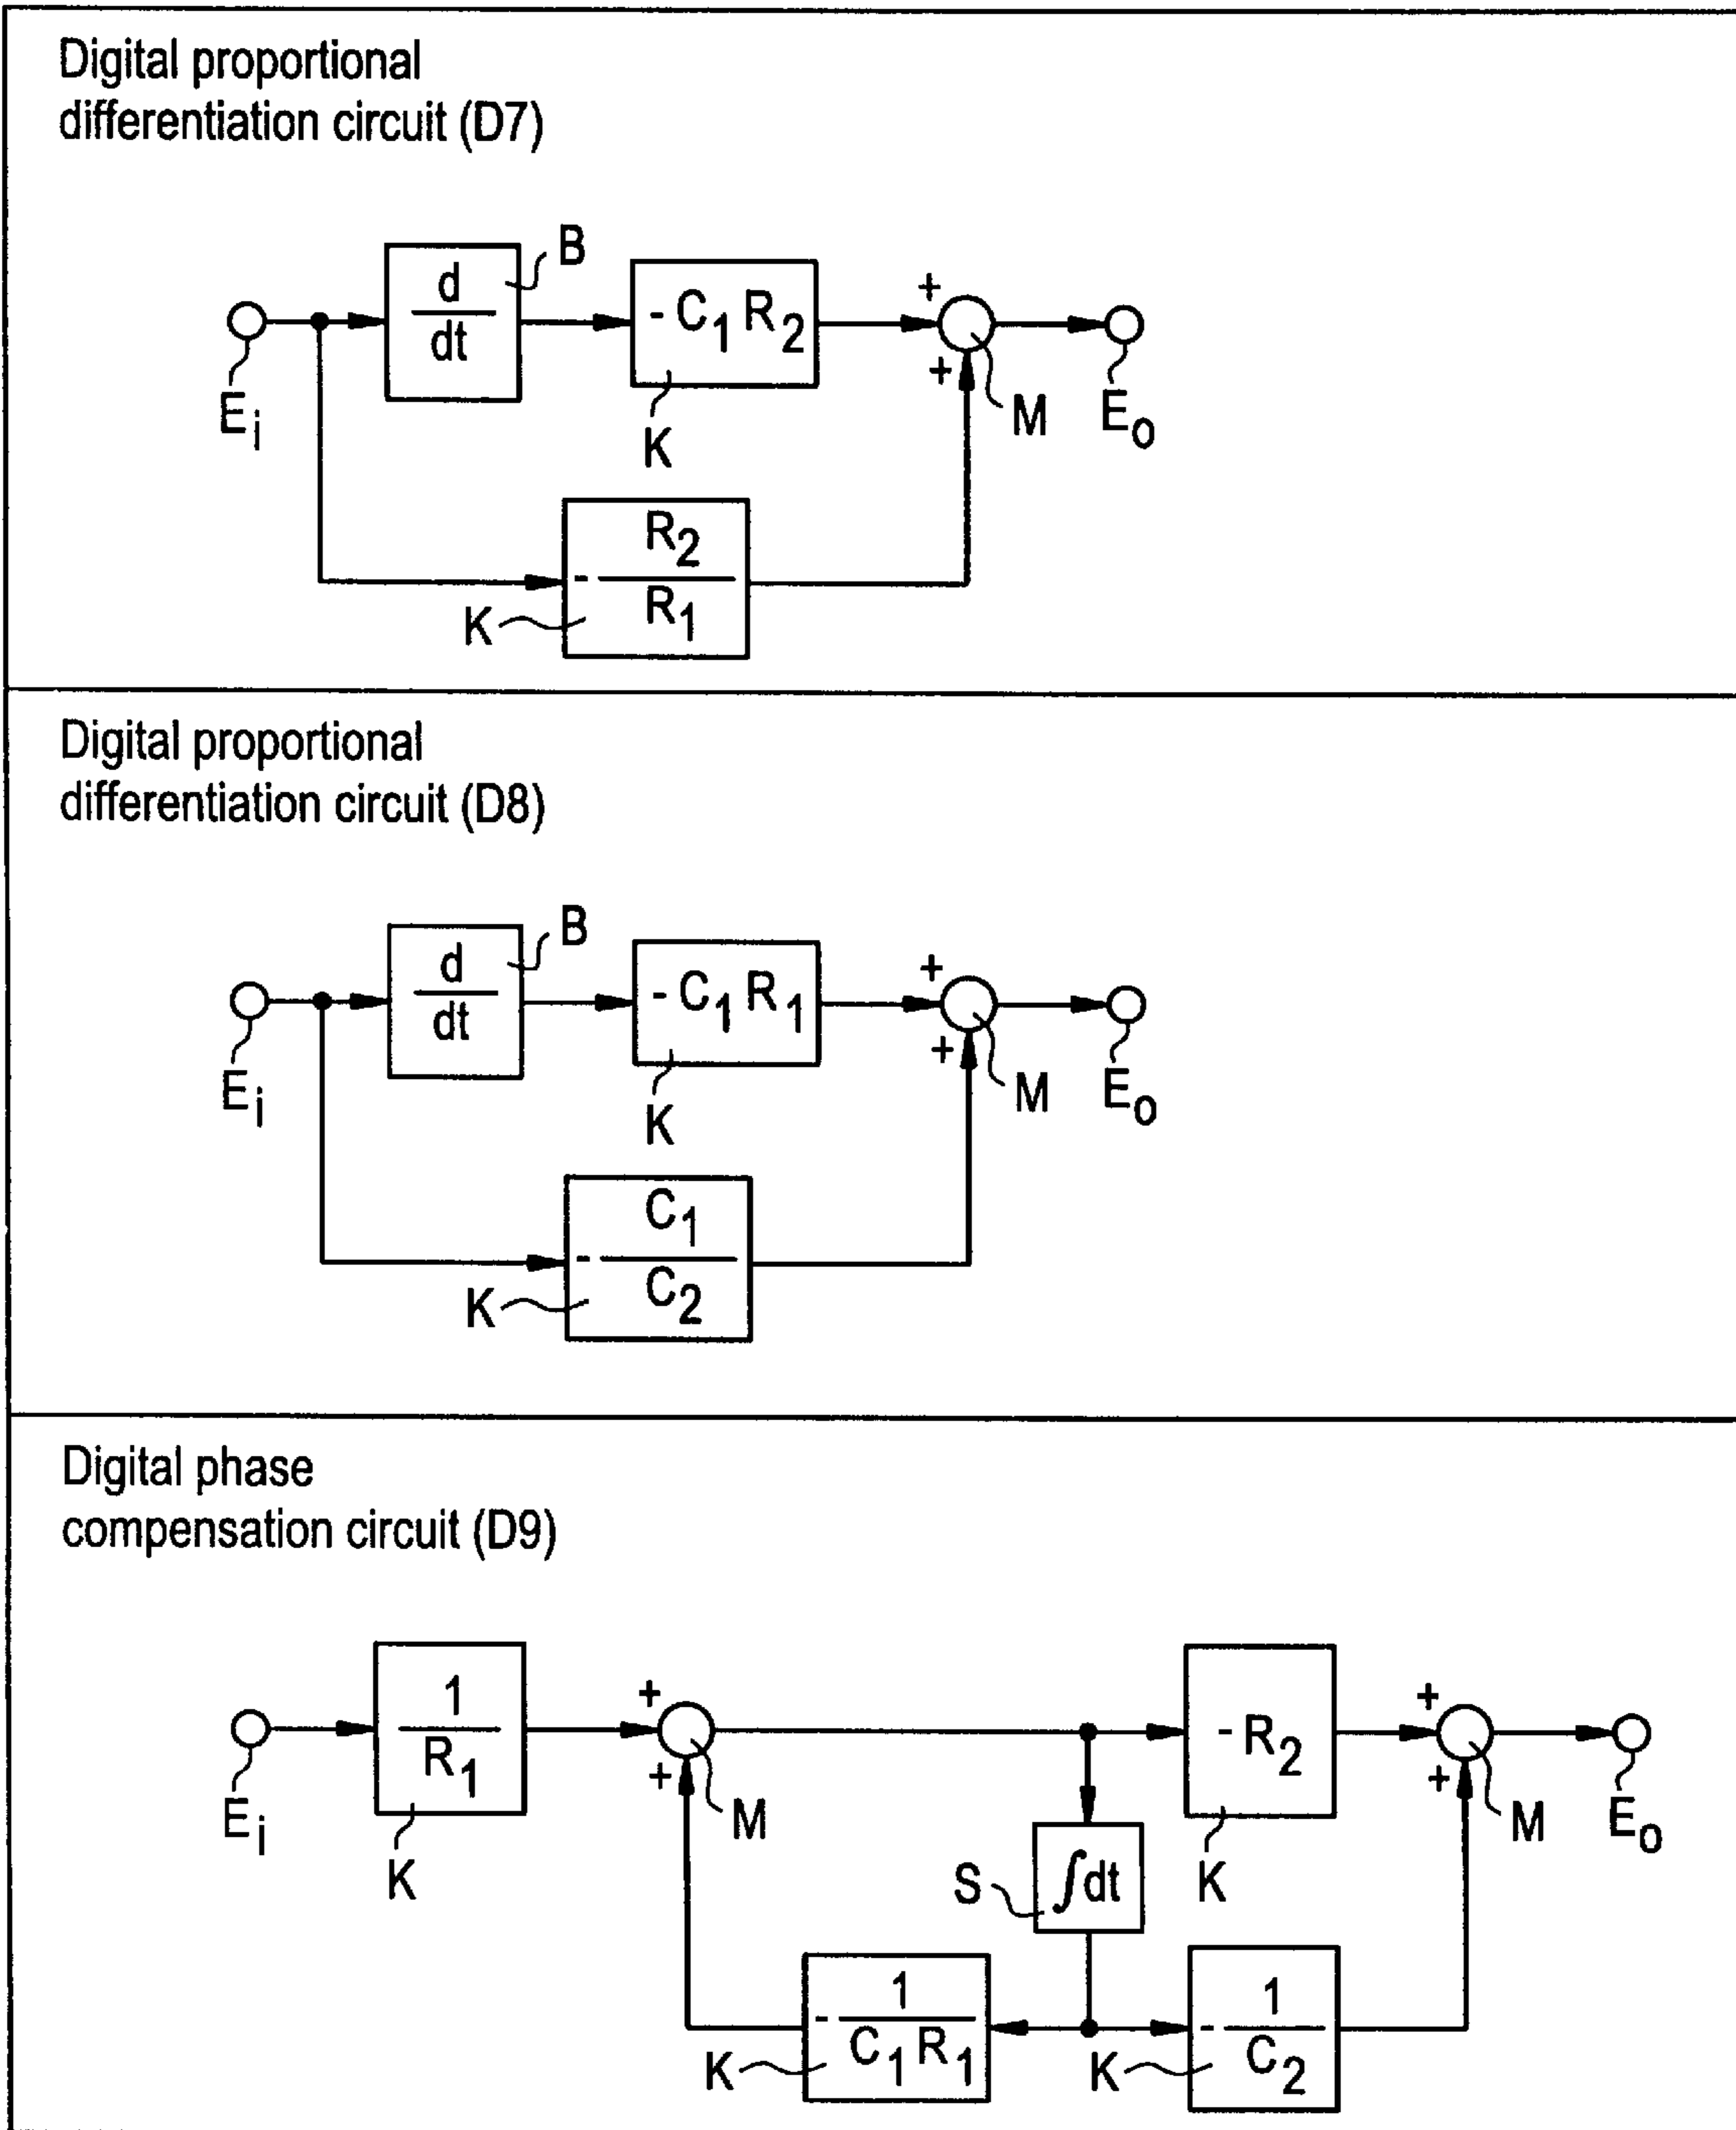 Digital proportional
differentiation circuit (D7)
d
dt
B
- C1 R2
K
+
+
M
Ei
Eo
- R2
R1
K
Digital proportional
differentiation circuit (D8)
d
dt
B
- C1 R1
K
+
+
M
Ei
Eo
- C1
C2
K
Digital phase
compensation circuit (D9)
1
R1
K
Ei
+
+
M
- R2
K
+
+
M
Eo
S
∫dt
- 1
C1 R1
K
- 1
C2
K